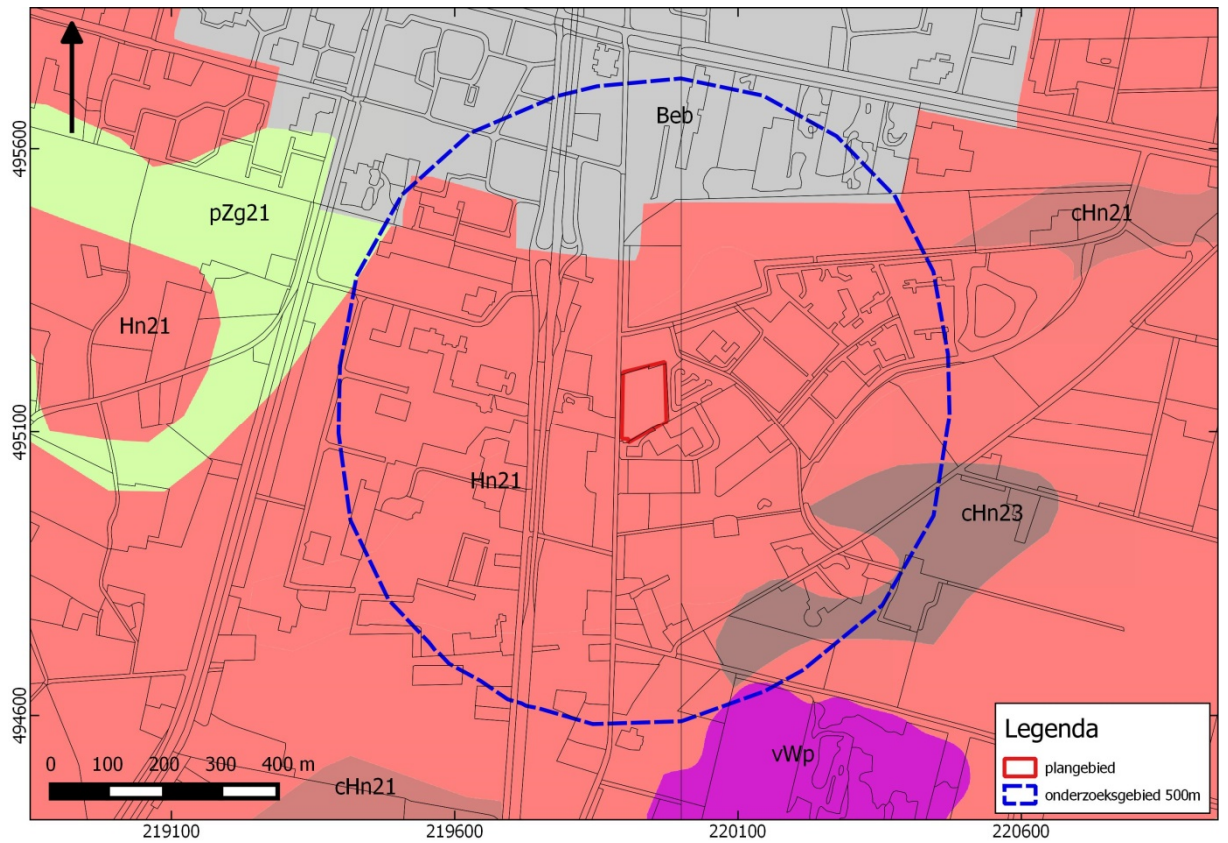 Beb
495600
cHn21
pZg21
Hn21
495100
Hn21
cHn23
494600
Legenda
plangebied
onderzoeksgebied 500m
vWp
0 100 200 300 400 m
cHn21
219100 219600 220100 220600